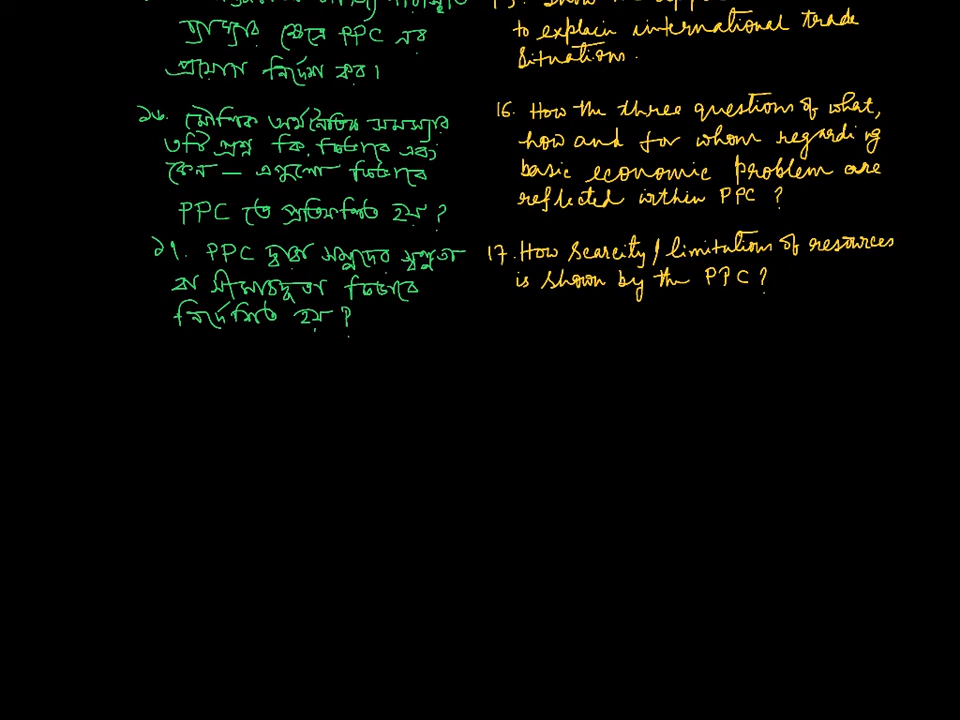 ব্যাখ্যার ক্ষেত্রে PPC এর
প্রয়োগ নির্দেশ কর।
১৬. মৌলিক অর্থনৈতিক সমস্যার
৩টি প্রশ্ন কি, কিভাবে এবং
কেন — এগুলো কিভাবে
PPC তে প্রতিফলিত হয় ?
১৭. PPC দ্বারা সম্পদের স্বল্পতা
বা সীমাবদ্ধতা কিভাবে
নির্দেশিত হয় ?
to explain international trade
situations.
16. How the three questions of what,
how and for whom regarding
basic economic problem are
reflected within PPC ?
17. How scarcity / limitations of resources
is shown by the PPC ?